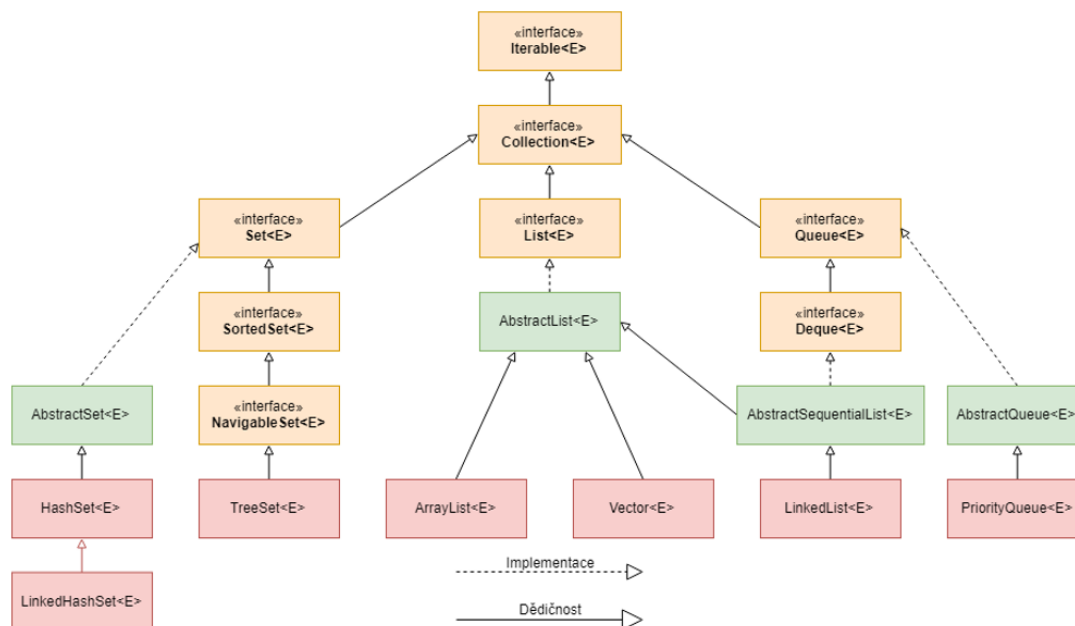 «interface»
Iterable<E>
«interface»
Collection<E>
«interface»
Set<E>
«interface»
List<E>
«interface»
Queue<E>
«interface»
SortedSet<E>
AbstractList<E>
«interface»
Deque<E>
AbstractSet<E>
«interface»
NavigableSet<E>
AbstractSequentialList<E>
AbstractQueue<E>
HashSet<E>
TreeSet<E>
ArrayList<E>
Vector<E>
LinkedList<E>
PriorityQueue<E>
Implementace
LinkedHashSet<E>
Dědičnost